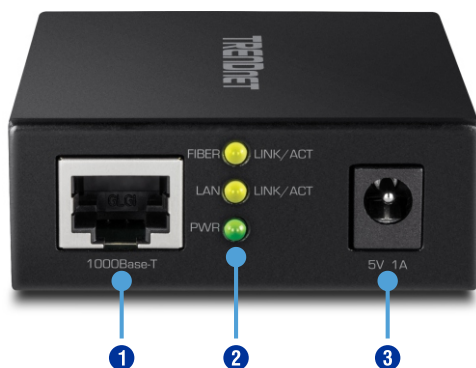 TRENDNET
FIBER LINK/ACT
LAN LINK/ACT
PWR
1000Base-T
5V 1A
1
2
3